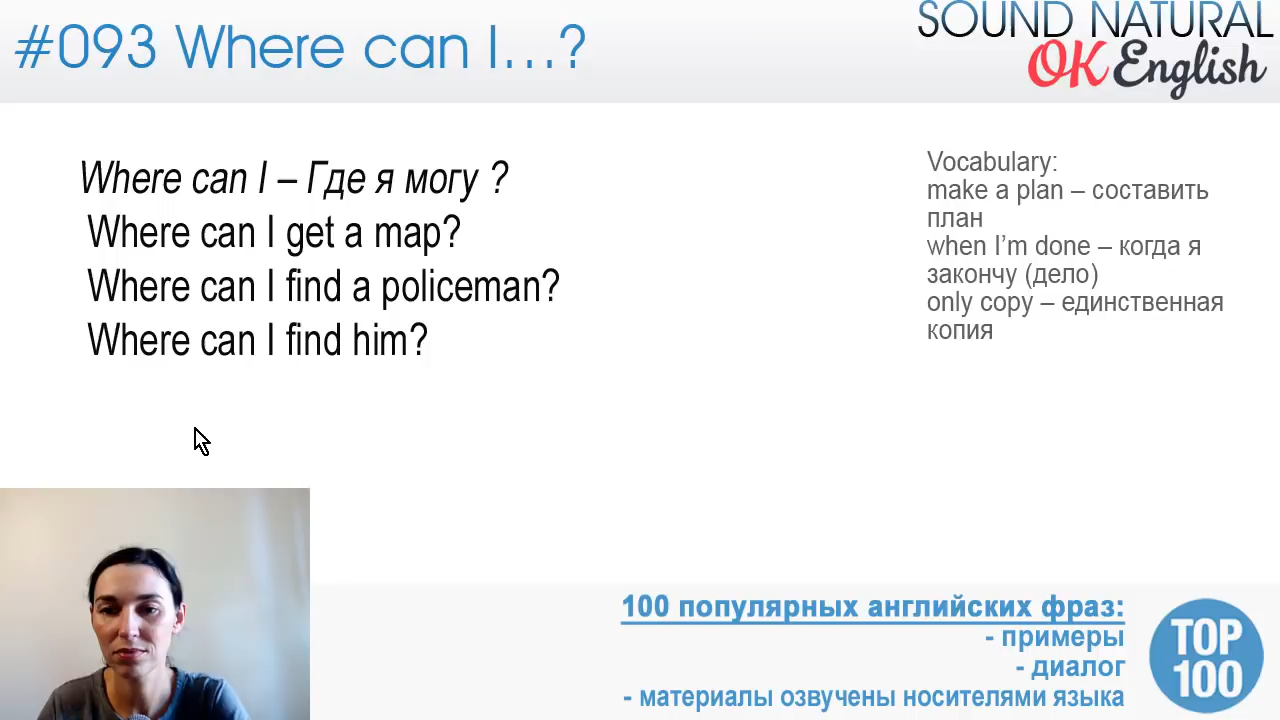 #093 Where can I...?
SOUND NATURAL
OK English
Where can I – Где я могу ?
Where can I get a map?
Where can I find a policeman?
Where can I find him?
Vocabulary:
make a plan – составить
план
when I’m done – когда я
закончу (дело)
only copy – единственная
копия
100 популярных английских фраз:
- примеры
- диалог
- материалы озвучены носителями языка
TOP
100